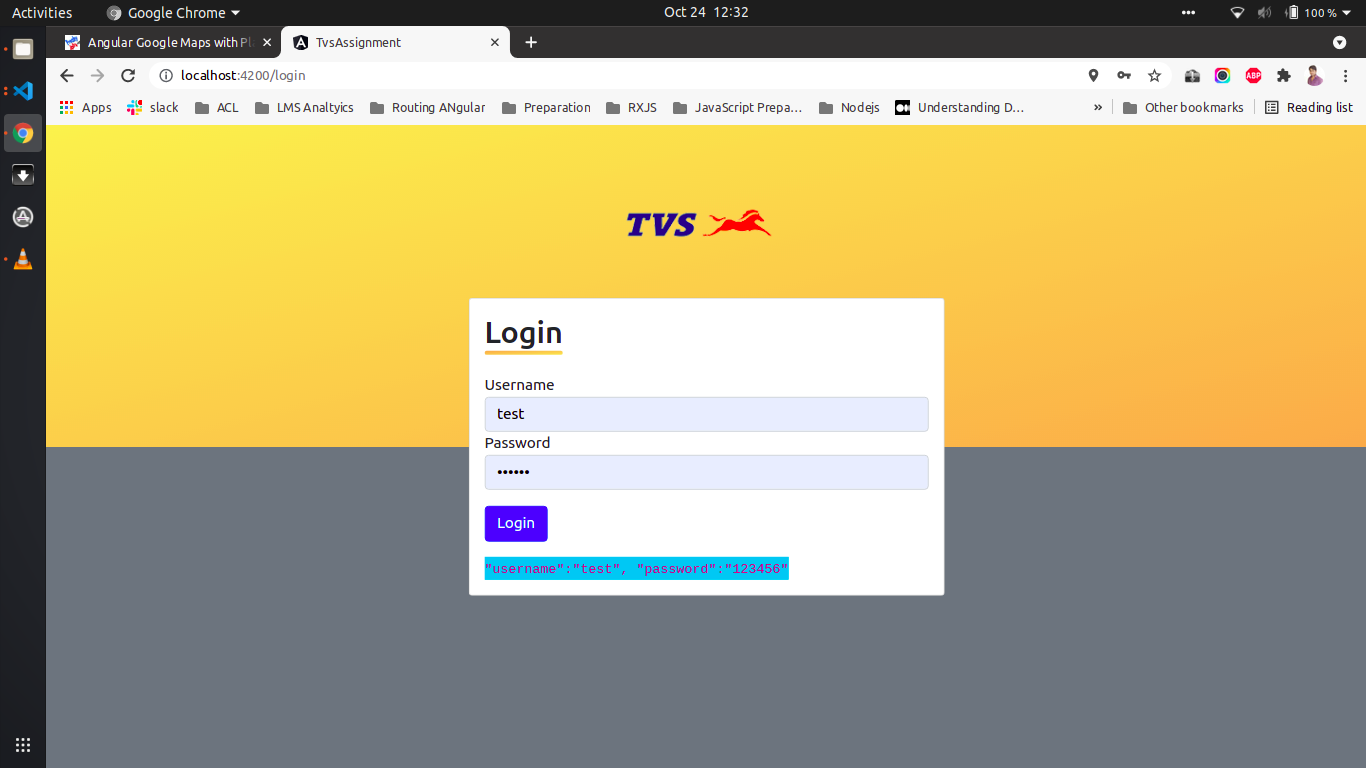 Activities Google Chrome Oct 24 12:32 100 %
Angular Google Maps with Pl TvsAssignment
localhost:4200/login ABP
Apps slack ACL LMS Analtyics Routing ANgular Preparation RXJS JavaScript Prepa… Nodejs Understanding D… » Other bookmarks Reading list
TVS
Login
Username
test
Password
••••••
Login
"username":"test", "password":"123456"